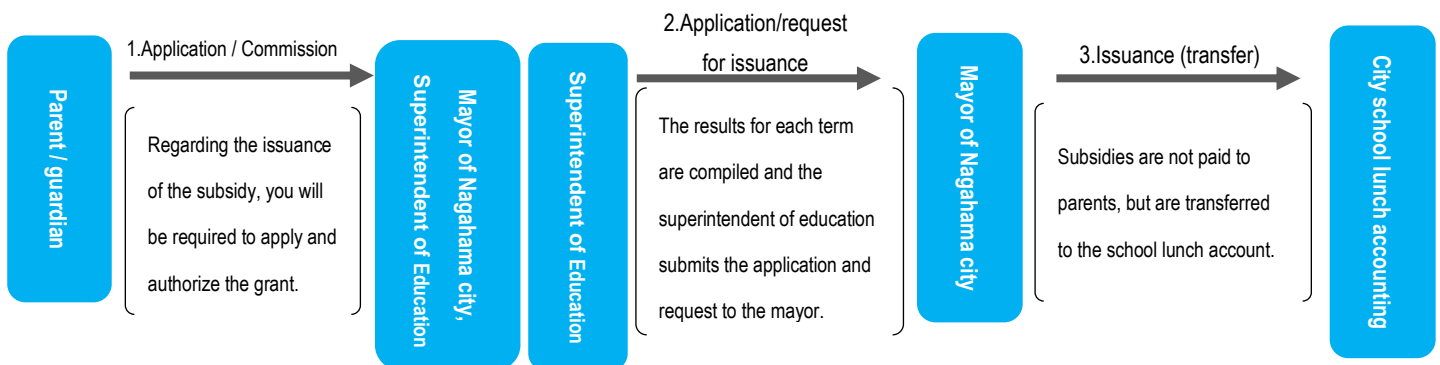 Parent / guardian
1.Application / Commission
Regarding the issuance
of the subsidy, you will
be required to apply and
authorize the grant.
Mayor of Nagahama city,
Superintendent of Education
Superintendent of Education
2.Application/request
for issuance
The results for each term
are compiled and the
superintendent of education
submits the application and
request to the mayor.
Mayor of Nagahama city
3.Issuance (transfer)
Subsidies are not paid to
parents, but are transferred
to the school lunch account.
City school lunch accounting